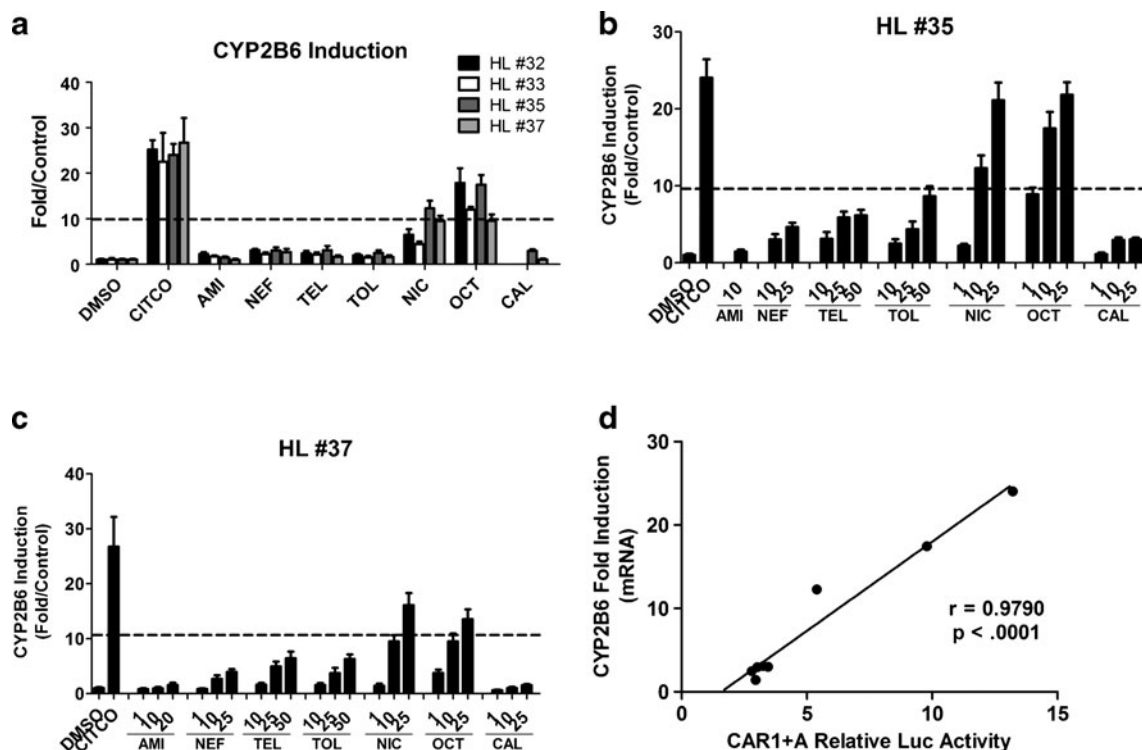 a
CYP2B6 Induction
HL #32
HL #33
HL #35
HL #37
Fold/Control
40
30
20
10
0
DMSO
CITCO
AMI
NEF
TEL
TOL
NIC
OCT
CAL
b
HL #35
CYP2B6 Induction
(Fold/Control)
30
20
10
0
DMSO
CITCO
10
10 25
10 25 50
10 25 50
1 10 25
1 10 25
1 10 25
AMI NEF TEL TOL NIC OCT CAL
c
HL #37
CYP2B6 Induction
(Fold/Control)
40
30
20
10
0
DMSO
CITCO
1 10 20
1 10 25
10 25 50
10 25 50
1 10 25
1 10 25
1 10 25
AMI NEF TEL TOL NIC OCT CAL
d
CYP2B6 Fold Induction
(mRNA)
30
20
10
0
r = 0.9790
p < .0001
0 5 10 15
CAR1+A Relative Luc Activity